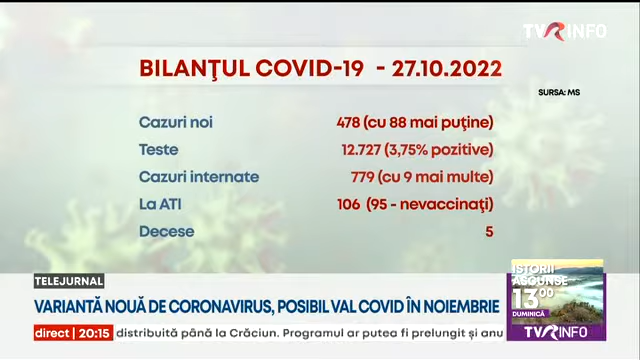 TVR INFO
BILANŢUL COVID-19 - 27.10.2022
SURSA: MS
Cazuri noi 478 (cu 88 mai puţine)
Teste 12.727 (3,75% pozitive)
Cazuri internate 779 (cu 9 mai multe)
La ATI 106 (95 - nevaccinaţi)
Decese 5
TELEJURNAL
VARIANTĂ NOUĂ DE CORONAVIRUS, POSIBIL VAL COVID ÎN NOIEMBRIE
direct | 20:15 distribuită până la Crăciun. Programul ar putea fi prelungit și anu
ISTORII
ASCUNSE
13:00
DUMINICĂ
TVR INFO